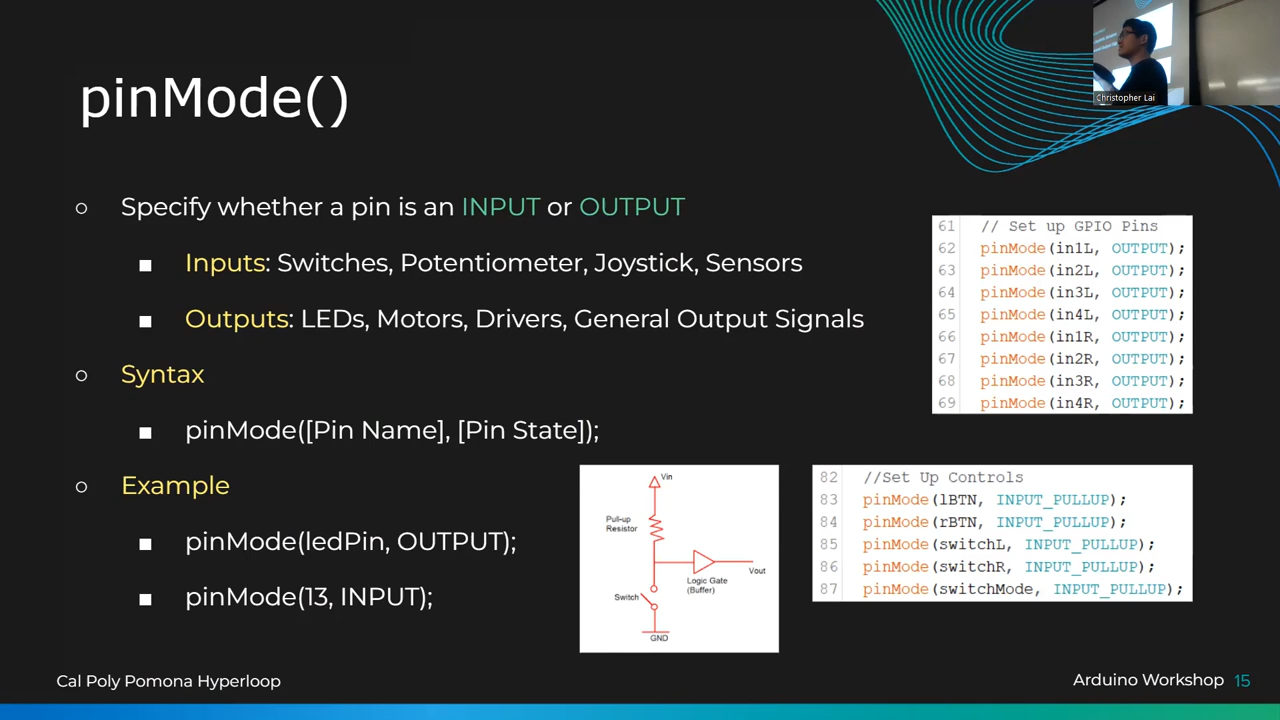 pinMode()
Christopher Lai
Specify whether a pin is an INPUT or OUTPUT
Inputs: Switches, Potentiometer, Joystick, Sensors
Outputs: LEDs, Motors, Drivers, General Output Signals
Syntax
pinMode([Pin Name], [Pin State]);
Example
pinMode(ledPin, OUTPUT);
pinMode(13, INPUT);
61 // Set up GPIO Pins
62 pinMode(in1L, OUTPUT);
63 pinMode(in2L, OUTPUT);
64 pinMode(in3L, OUTPUT);
65 pinMode(in4L, OUTPUT);
66 pinMode(in1R, OUTPUT);
67 pinMode(in2R, OUTPUT);
68 pinMode(in3R, OUTPUT);
69 pinMode(in4R, OUTPUT);
Vin
Pull-up
Resistor
Vout
Logic Gate
(Buffer)
Switch
GND
82 //Set Up Controls
83 pinMode(lBTN, INPUT_PULLUP);
84 pinMode(rBTN, INPUT_PULLUP);
85 pinMode(switchL, INPUT_PULLUP);
86 pinMode(switchR, INPUT_PULLUP);
87 pinMode(switchMode, INPUT_PULLUP);
Cal Poly Pomona Hyperloop
Arduino Workshop 15